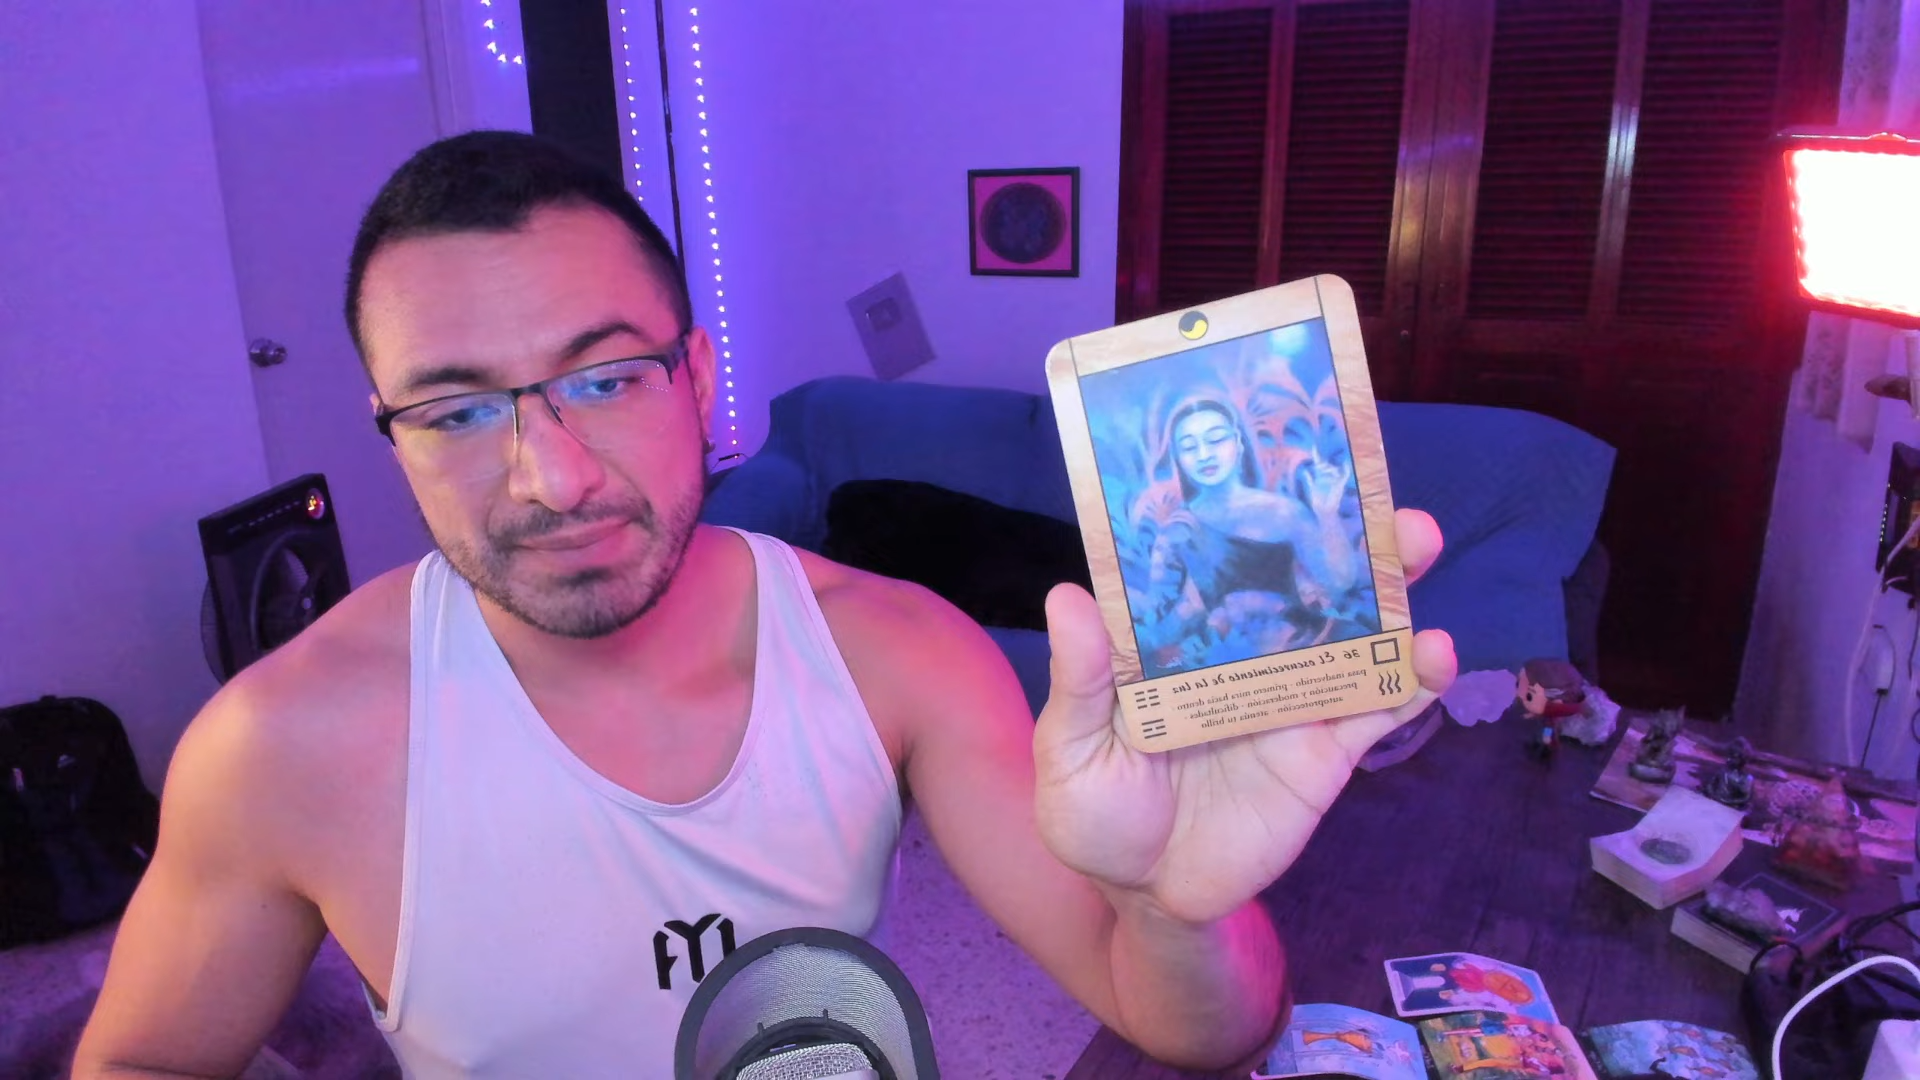 36 El oscurecimiento de la luz
pasa inadvertido · primero mira hacia dentro ·
precaución y moderación · dificultades ·
autoprotección · atenúa tu brillo